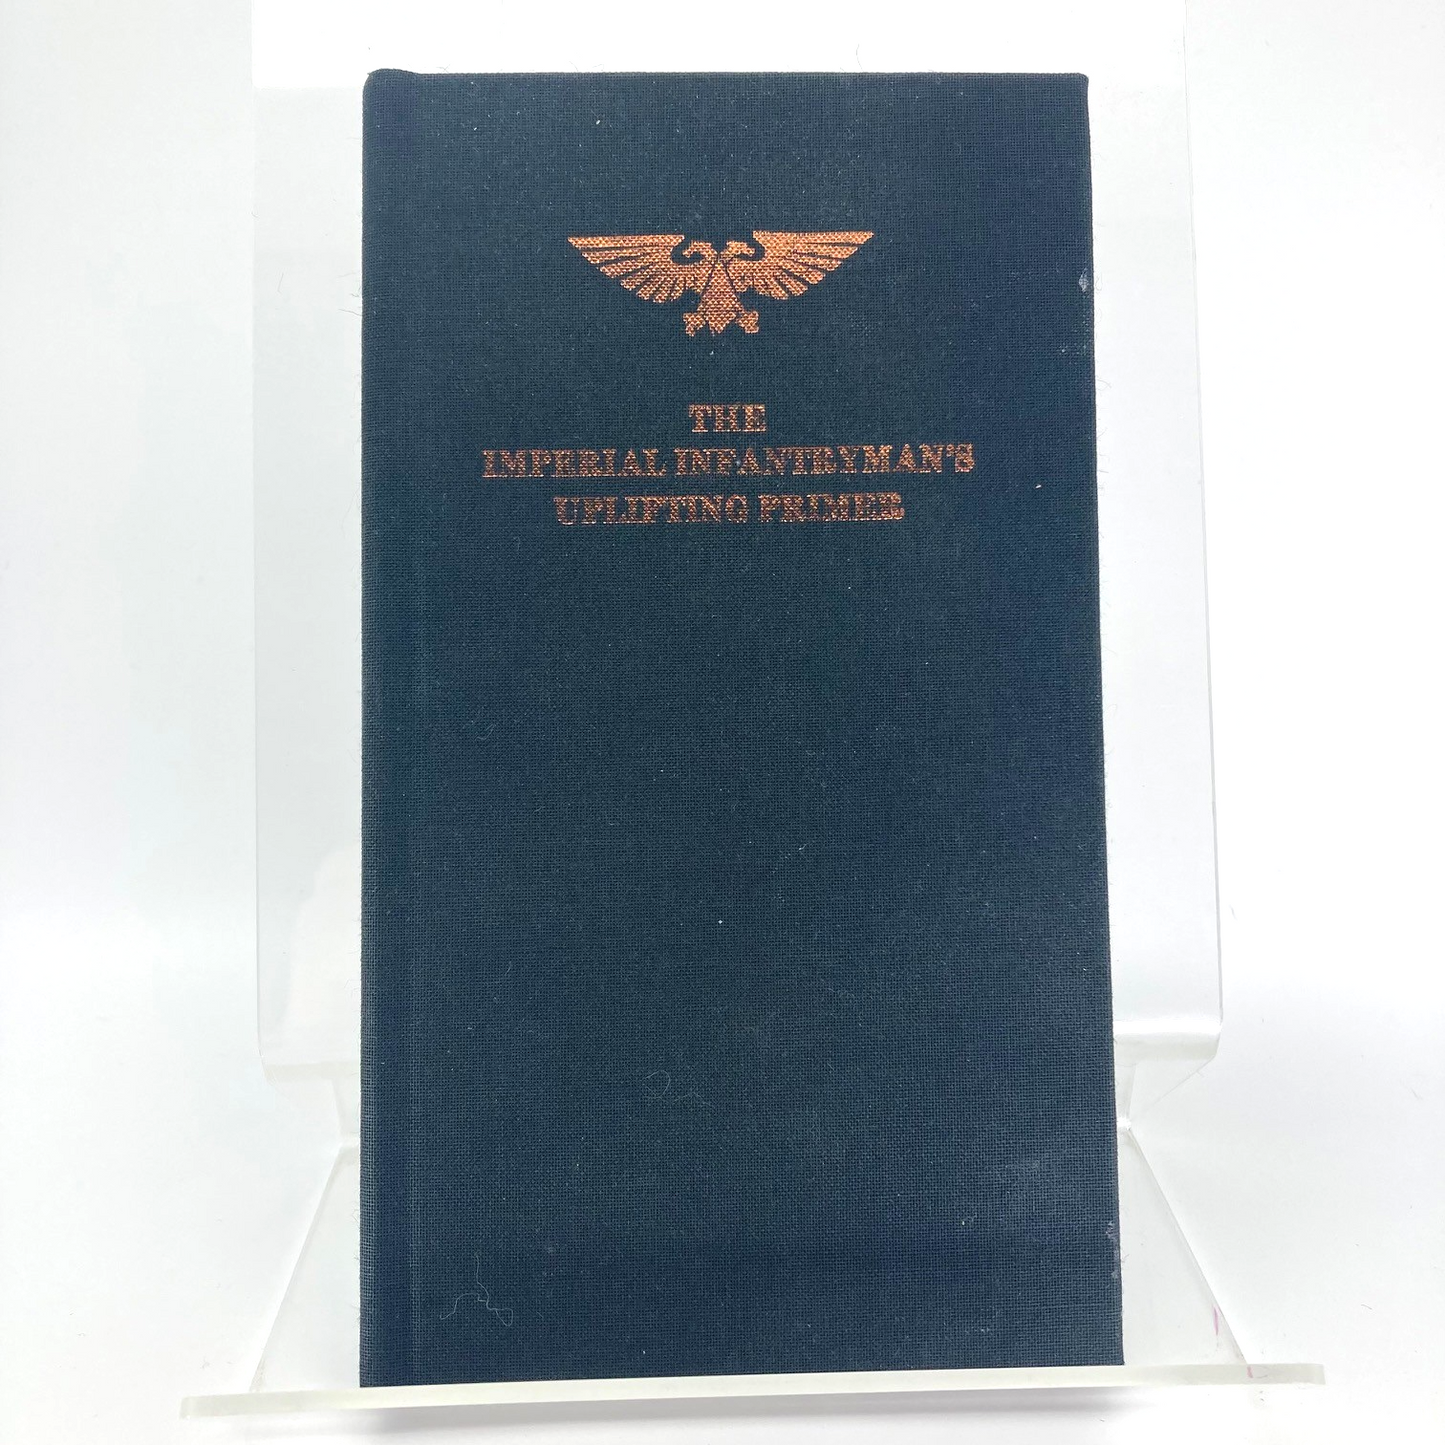 THE
IMPERIAL INFANTRYMAN'S
UPLIFTING PRIMER